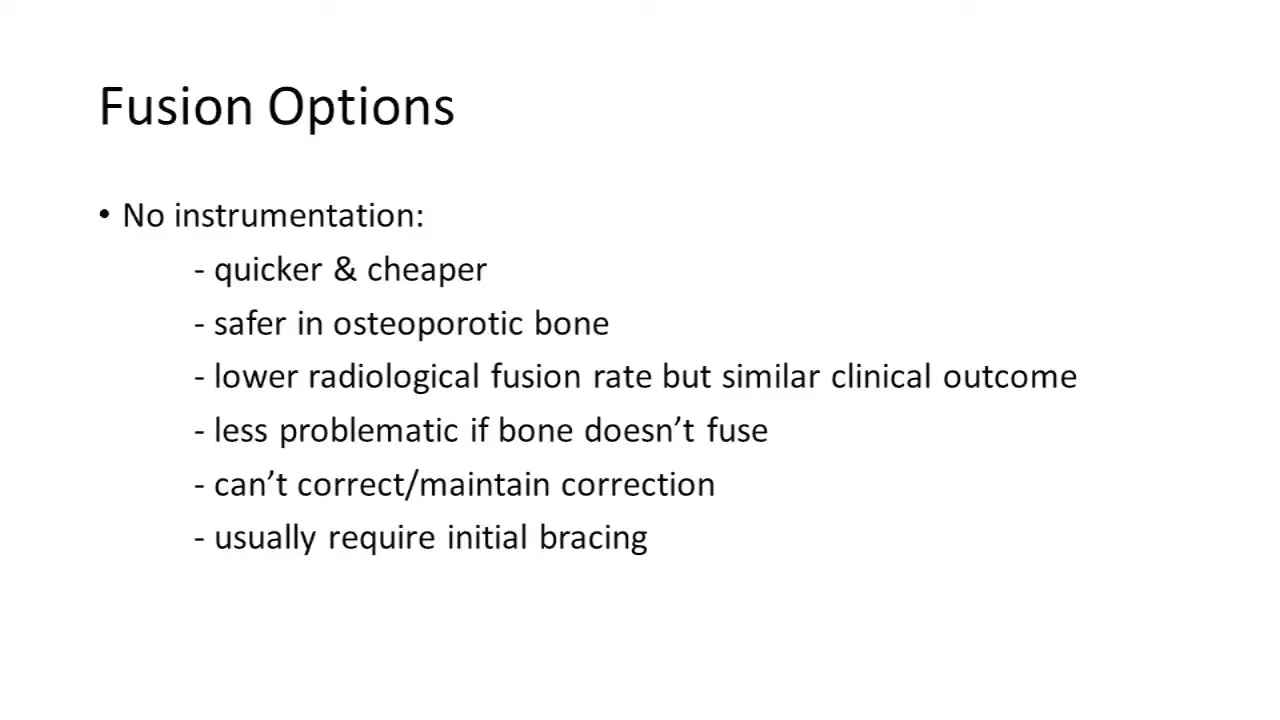 Fusion Options
• No instrumentation:
- quicker & cheaper
- safer in osteoporotic bone
- lower radiological fusion rate but similar clinical outcome
- less problematic if bone doesn’t fuse
- can’t correct/maintain correction
- usually require initial bracing